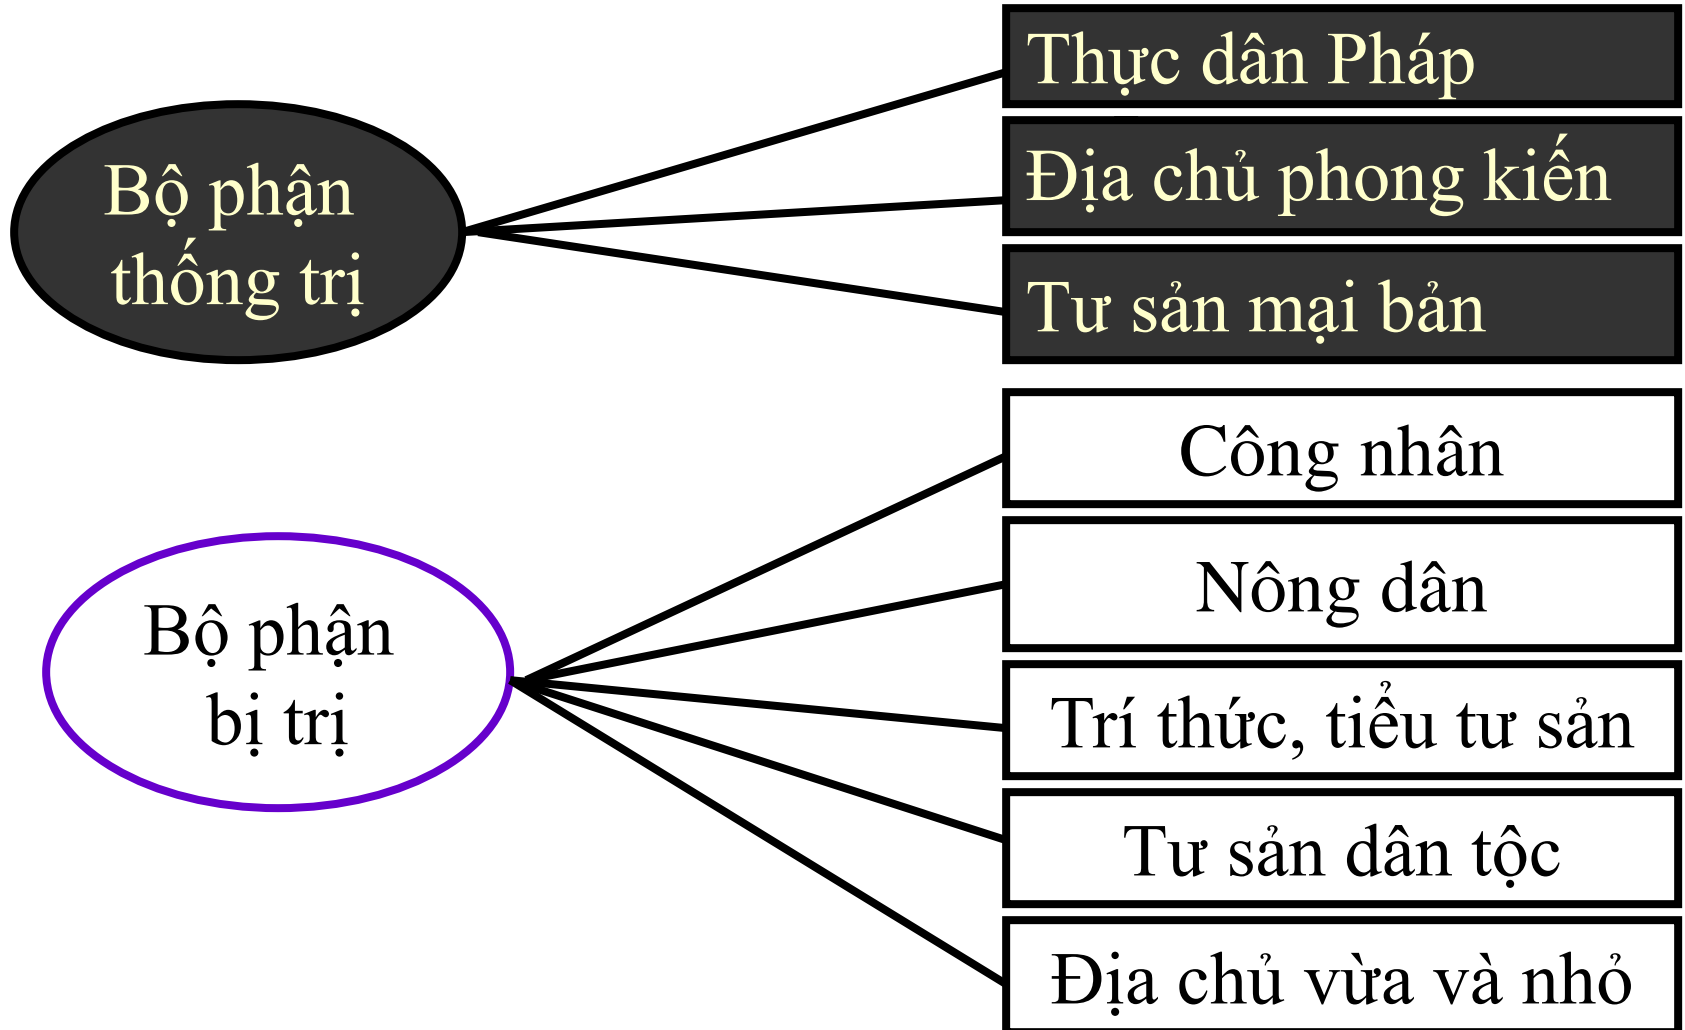 Bộ phận
thống trị
Thực dân Pháp
Địa chủ phong kiến
Tư sản mại bản
Bộ phận
bị trị
Công nhân
Nông dân
Trí thức, tiểu tư sản
Tư sản dân tộc
Địa chủ vừa và nhỏ